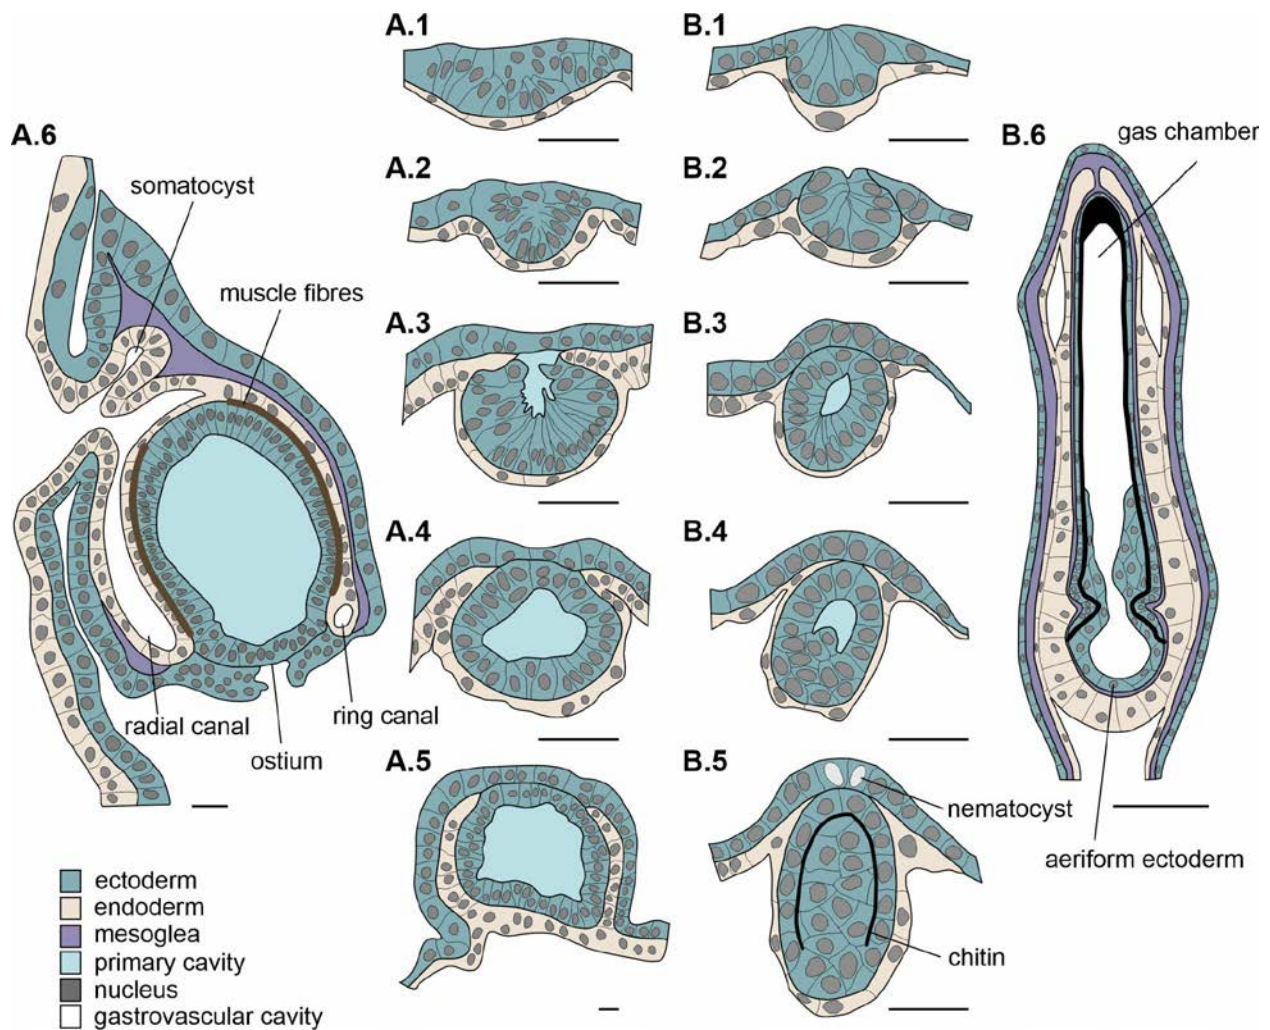 A.1
B.1
A.6
somatocyst
A.2
B.2
B.6
gas chamber
muscle fibres
A.3
B.3
A.4
B.4
radial canal
ring canal
ostium
A.5
B.5
nematocyst
aeriform ectoderm
chitin
ectoderm
endoderm
mesoglea
primary cavity
nucleus
gastrovascular cavity